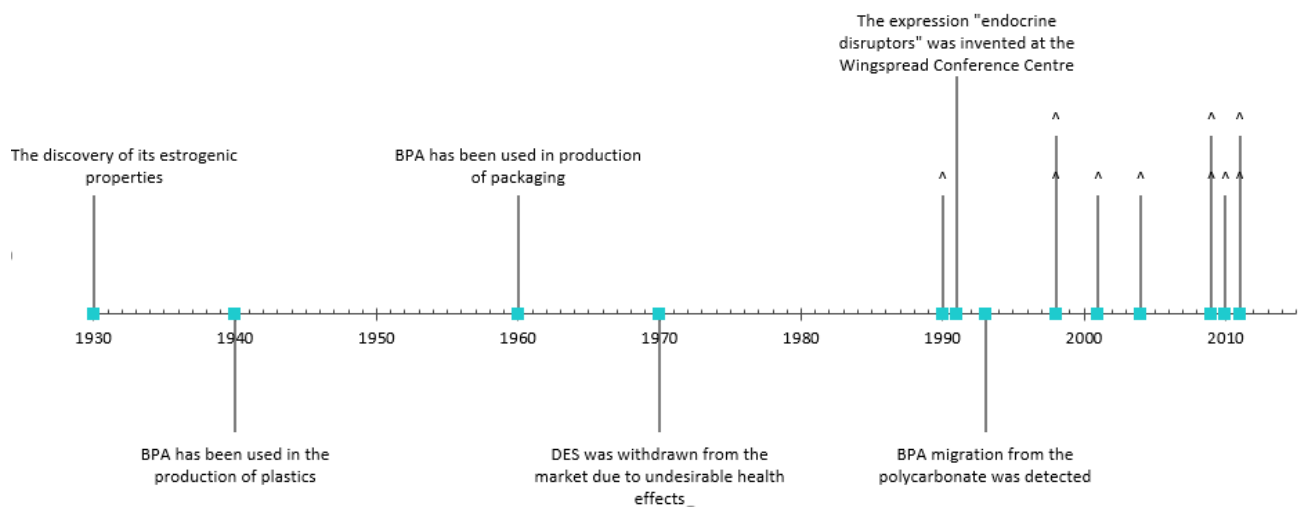 The expression "endocrine
disruptors" was invented at the
Wingspread Conference Centre
^ ^ ^
The discovery of its estrogenic
properties
BPA has been used in production
of packaging
^ ^ ^ ^ ^ ^ ^
1930 1940 1950 1960 1970 1980 1990 2000 2010
BPA has been used in the
production of plastics
DES was withdrawn from the
market due to undesirable health
effects_
BPA migration from the
polycarbonate was detected